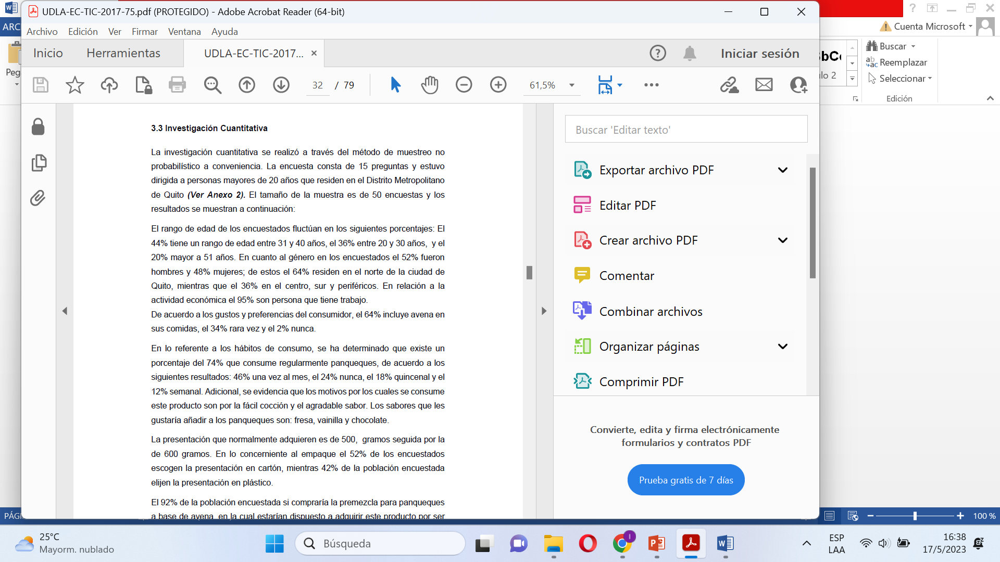 UDLA-EC-TIC-2017-75.pdf (PROTEGIDO) - Adobe Acrobat Reader (64-bit)
ARC
Cuenta Microsoft
Archivo Edición Ver Firmar Ventana Ayuda
Inicio Herramientas UDLA-EC-TIC-2017... Iniciar sesión
Peg
Buscar
Reemplazar
Seleccionar
Edición
lo 2
32 / 79 61,5%
3.3 Investigación Cuantitativa
La investigación cuantitativa se realizó a través del método de muestreo no
probabilístico a conveniencia. La encuesta consta de 15 preguntas y estuvo
dirigida a personas mayores de 20 años que residen en el Distrito Metropolitano
de Quito (Ver Anexo 2). El tamaño de la muestra es de 50 encuestas y los
resultados se muestran a continuación:
El rango de edad de los encuestados fluctúan en los siguientes porcentajes: El
44% tiene un rango de edad entre 31 y 40 años, el 36% entre 20 y 30 años, y el
20% mayor a 51 años. En cuanto al género en los encuestados el 52% fueron
hombres y 48% mujeres; de estos el 64% residen en el norte de la ciudad de
Quito, mientras que el 36% en el centro, sur y periféricos. En relación a la
actividad económica el 95% son persona que tiene trabajo.
De acuerdo a los gustos y preferencias del consumidor, el 64% incluye avena en
sus comidas, el 34% rara vez y el 2% nunca.
En lo referente a los hábitos de consumo, se ha determinado que existe un
porcentaje del 74% que consume regularmente panqueques, de acuerdo a los
siguientes resultados: 46% una vez al mes, el 24% nunca, el 18% quincenal y el
12% semanal. Adicional, se evidencia que los motivos por los cuales se consume
este producto son por la fácil cocción y el agradable sabor. Los sabores que les
gustaría añadir a los panqueques son: fresa, vainilla y chocolate.
La presentación que normalmente adquieren es de 500, gramos seguida por la
de 600 gramos. En lo concerniente al empaque el 52% de los encuestados
escogen la presentación en cartón, mientras 42% de la población encuestada
elijen la presentación en plástico.
El 92% de la población encuestada si compraría la premezcla para panqueques
a base de avena, en la cual estarían dispuesto a adquirir este producto por ser
Buscar 'Editar texto'
Exportar archivo PDF
Editar PDF
Crear archivo PDF
Comentar
Combinar archivos
Organizar páginas
Comprimir PDF
Convierte, edita y firma electrónicamente
formularios y contratos PDF
Prueba gratis de 7 días
PÁGI
100 %
25°C
Mayorm. nublado
Búsqueda
ESP
LAA
16:38
17/5/2023